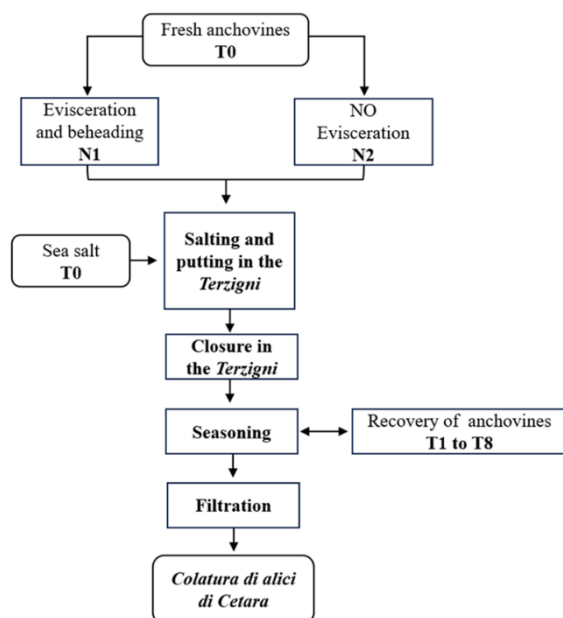 Fresh anchovines
T0
Evisceration
and beheading
N1
NO
Evisceration
N2
Salting and
putting in the
Terzigni
Sea salt
T0
Closure in
the Terzigni
Seasoning
Recovery of anchovines
T1 to T8
Filtration
Colatura di alici
di Cetara